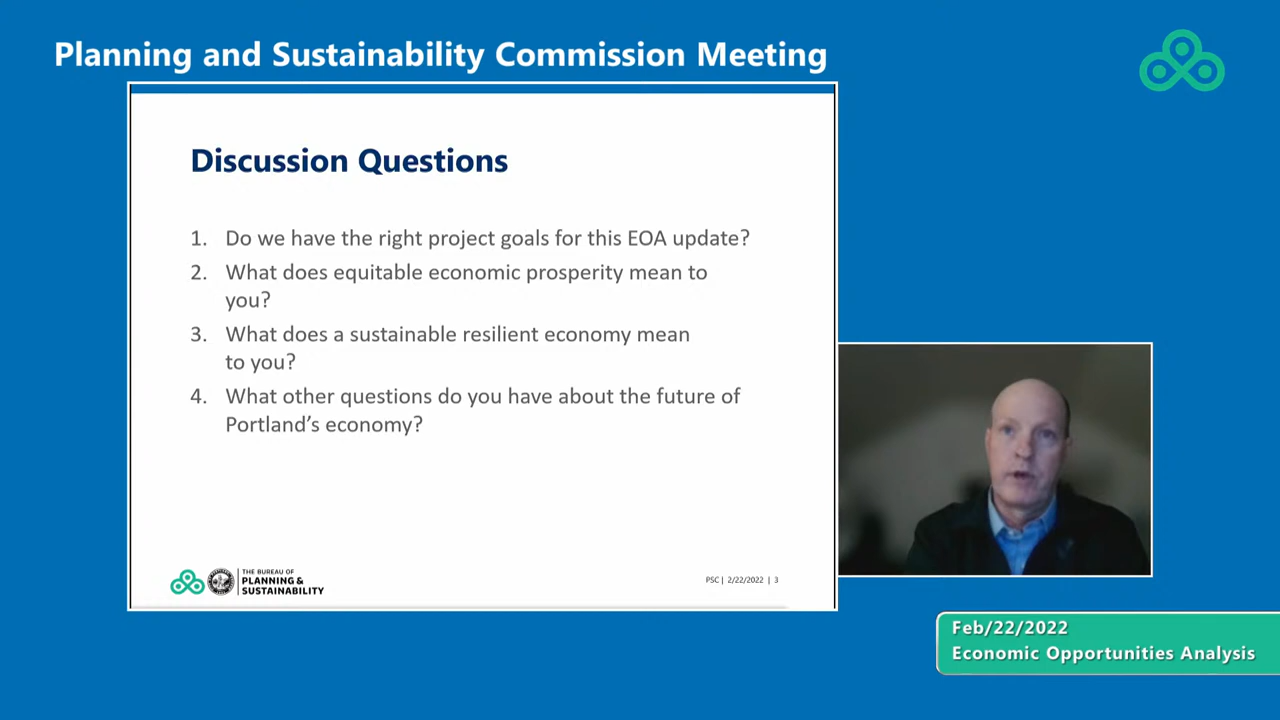 Planning and Sustainability Commission Meeting
Discussion Questions
1. Do we have the right project goals for this EOA update?
2. What does equitable economic prosperity mean to
you?
3. What does a sustainable resilient economy mean
to you?
4. What other questions do you have about the future of
Portland's economy?
THE BUREAU OF
PLANNING &
SUSTAINABILITY
PSC | 2/22/2022 | 3
Feb/22/2022
Economic Opportunities Analysis